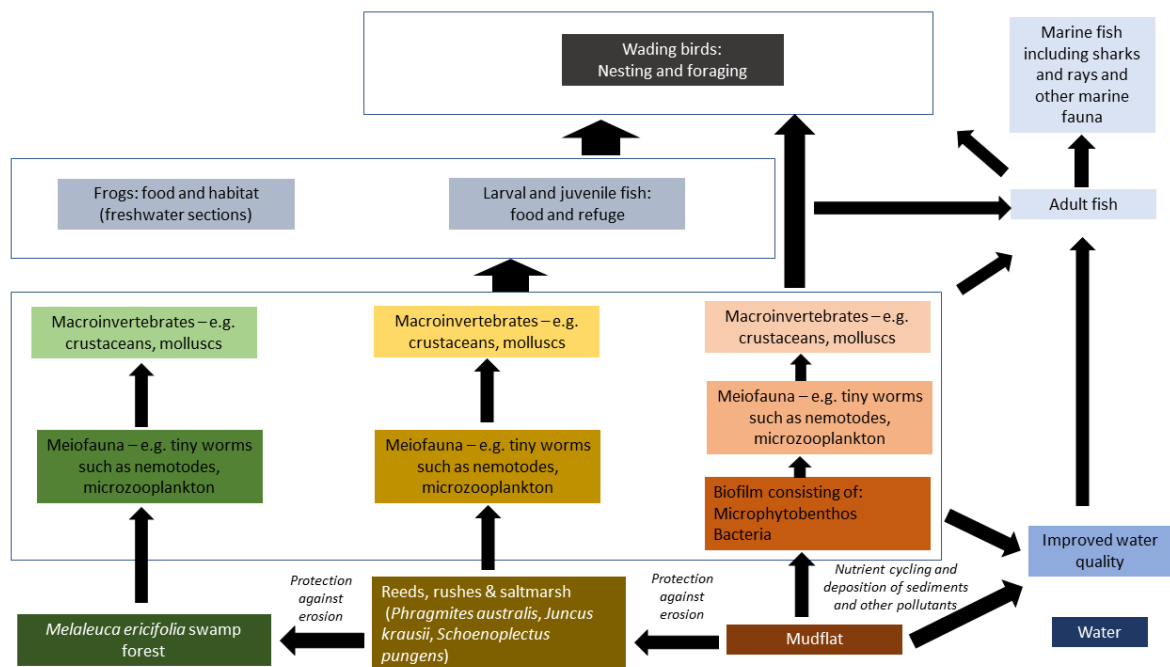 Wading birds:
Nesting and foraging
Marine fish
including sharks
and rays and
other marine
fauna
Frogs: food and habitat
(freshwater sections)
Larval and juvenile fish:
food and refuge
Adult fish
Macroinvertebrates – e.g.
crustaceans, molluscs
Macroinvertebrates – e.g.
crustaceans, molluscs
Macroinvertebrates – e.g.
crustaceans, molluscs
Meiofauna – e.g. tiny worms
such as nemotodes,
microzooplankton
Meiofauna – e.g. tiny worms
such as nemotodes,
microzooplankton
Meiofauna – e.g. tiny worms
such as nemotodes,
microzooplankton
Biofilm consisting of:
Microphytobenthos
Bacteria
Improved water
quality
Protection
against
erosion
Reeds, rushes & saltmarsh
(Phragmites australis, Juncus
krausii, Schoenoplectus
pungens)
Protection
against
erosion
Nutrient cycling and
deposition of sediments
and other pollutants
Melaleuca ericifolia swamp
forest
Mudflat
Water